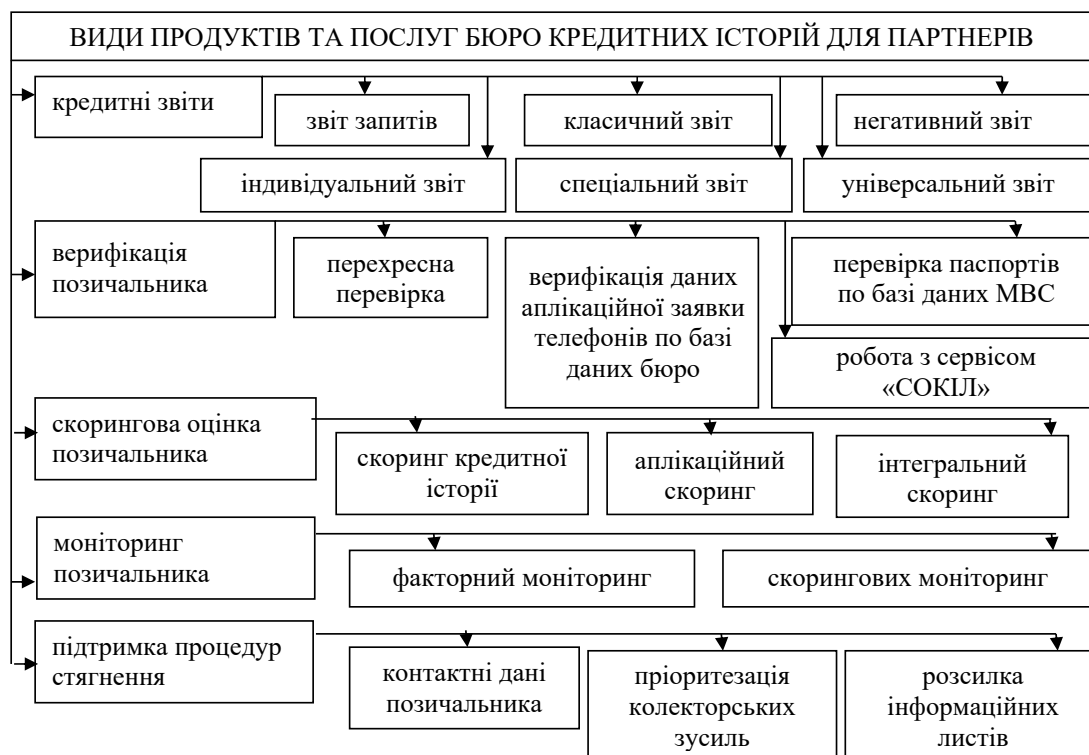 ВИДИ ПРОДУКТІВ ТА ПОСЛУГ БЮРО КРЕДИТНИХ ІСТОРІЙ ДЛЯ ПАРТНЕРІВ
кредитні звіти
звіт запитів
класичний звіт
негативний звіт
індивідуальний звіт
спеціальний звіт
універсальний звіт
верифікація
позичальника
перехресна
перевірка
верифікація даних
аплікаційної заявки
телефонів по базі
даних бюро
перевірка паспортів
по базі даних МВС
робота з сервісом
«СОКІЛ»
скорингова оцінка
позичальника
скоринг кредитної
історії
аплікаційний
скоринг
інтегральний
скоринг
моніторинг
позичальника
факторний моніторинг
скорингових моніторинг
підтримка процедур
стягнення
контактні дані
позичальника
пріоритезація
колекторських
зусиль
розсилка
інформаційних
листів